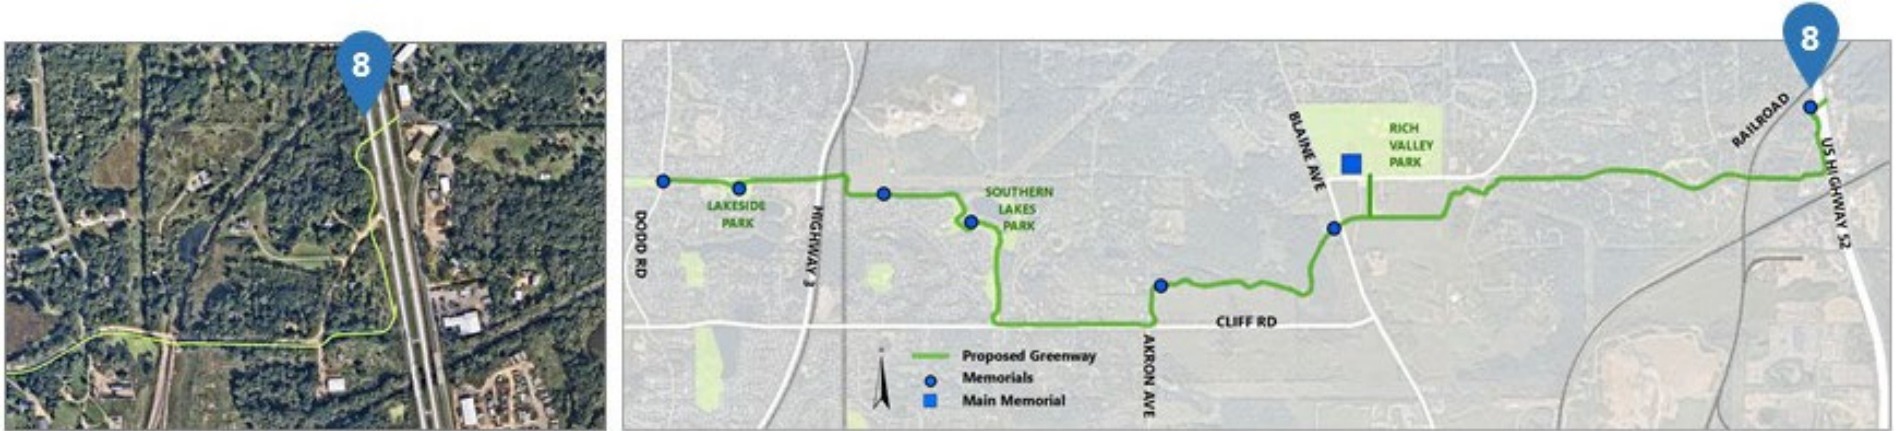 8
8
RAILROAD
BLAINE AVE
RICH
VALLEY
PARK
US HIGHWAY 52
SOUTHERN
LAKES
PARK
LAKESIDE
PARK
DODD RD
HIGHWAY 3
CLIFF RD
AKRON AVE
Proposed Greenway
Memorials
Main Memorial